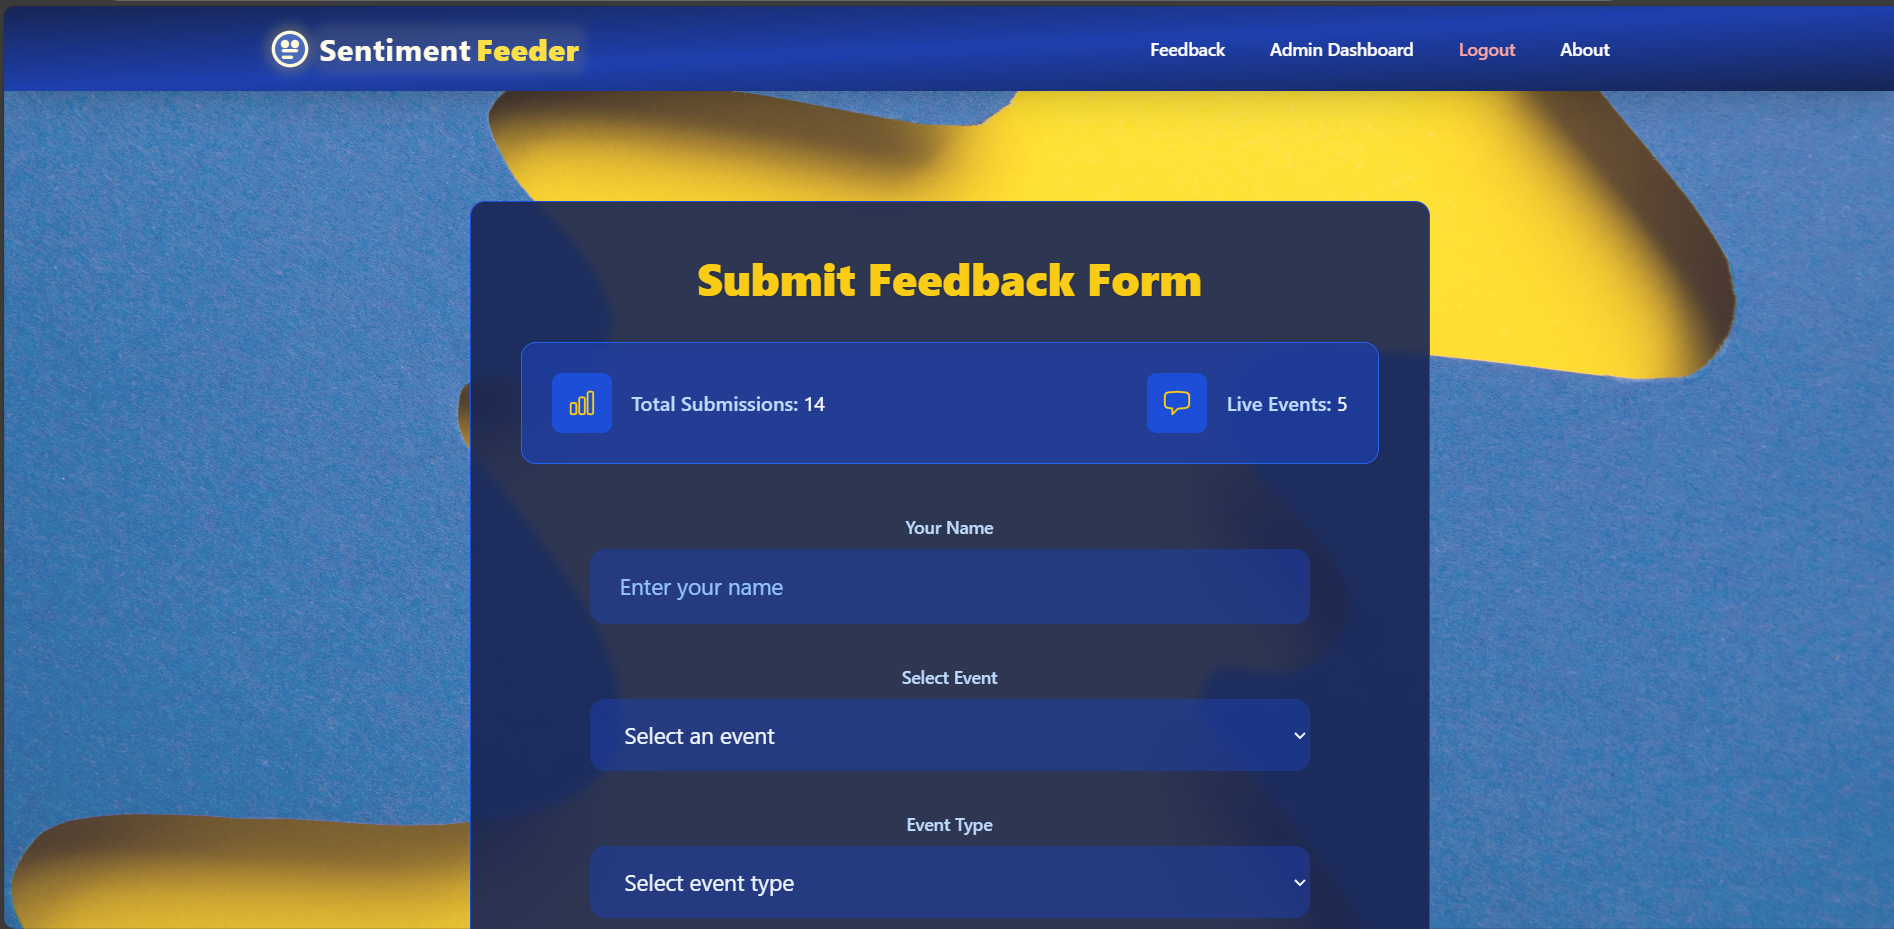 Sentiment Feeder
Feedback Admin Dashboard Logout About
Submit Feedback Form
Total Submissions: 14 Live Events: 5
Your Name
Enter your name
Select Event
Select an event
Event Type
Select event type